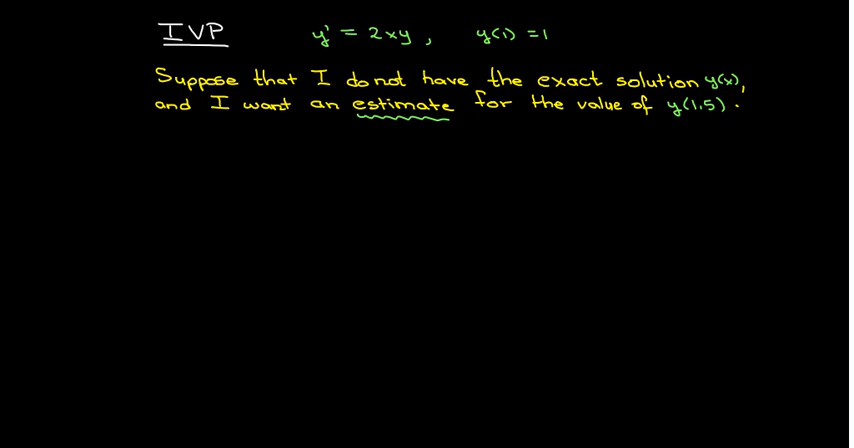 IVP y' = 2xy, y(1) = 1
Suppose that I do not have the exact solution y(x),
and I want an estimate for the value of y(1.5).